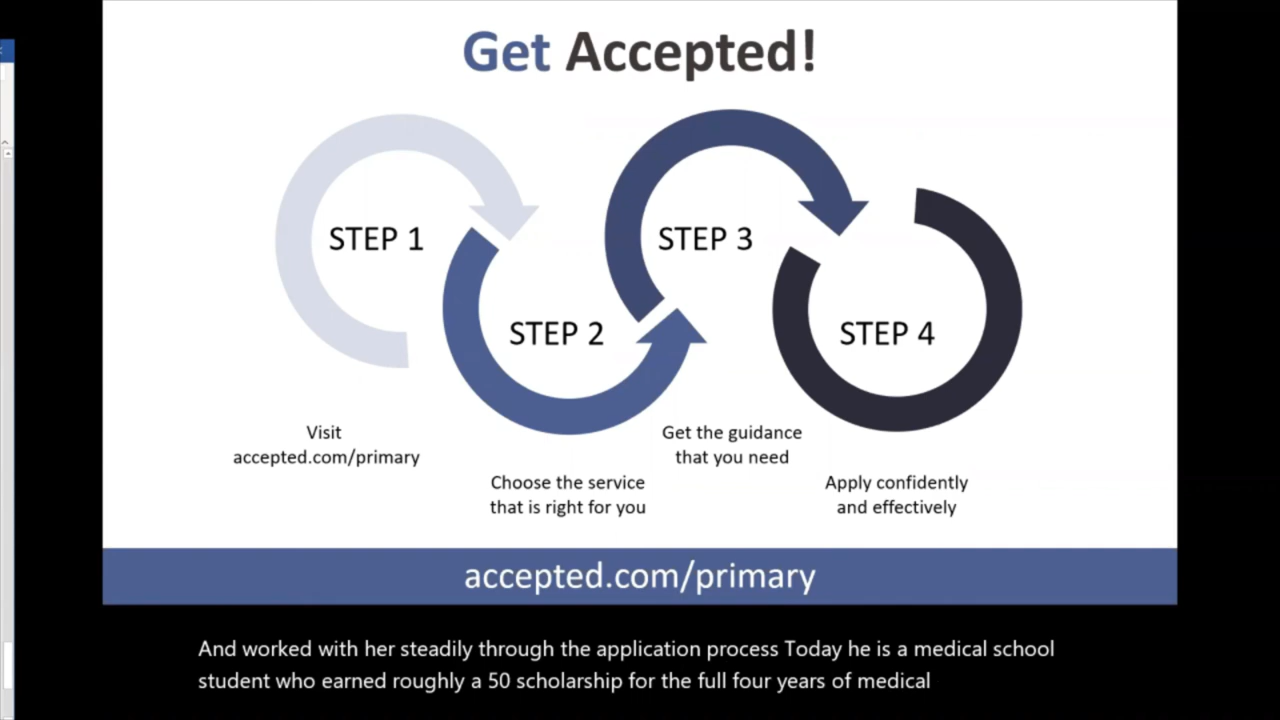 Get Accepted!
STEP 1
STEP 2
STEP 3
STEP 4
Visit
accepted.com/primary
Choose the service
that is right for you
Get the guidance
that you need
Apply confidently
and effectively
accepted.com/primary
And worked with her steadily through the application process Today he is a medical school
student who earned roughly a 50 scholarship for the full four years of medical